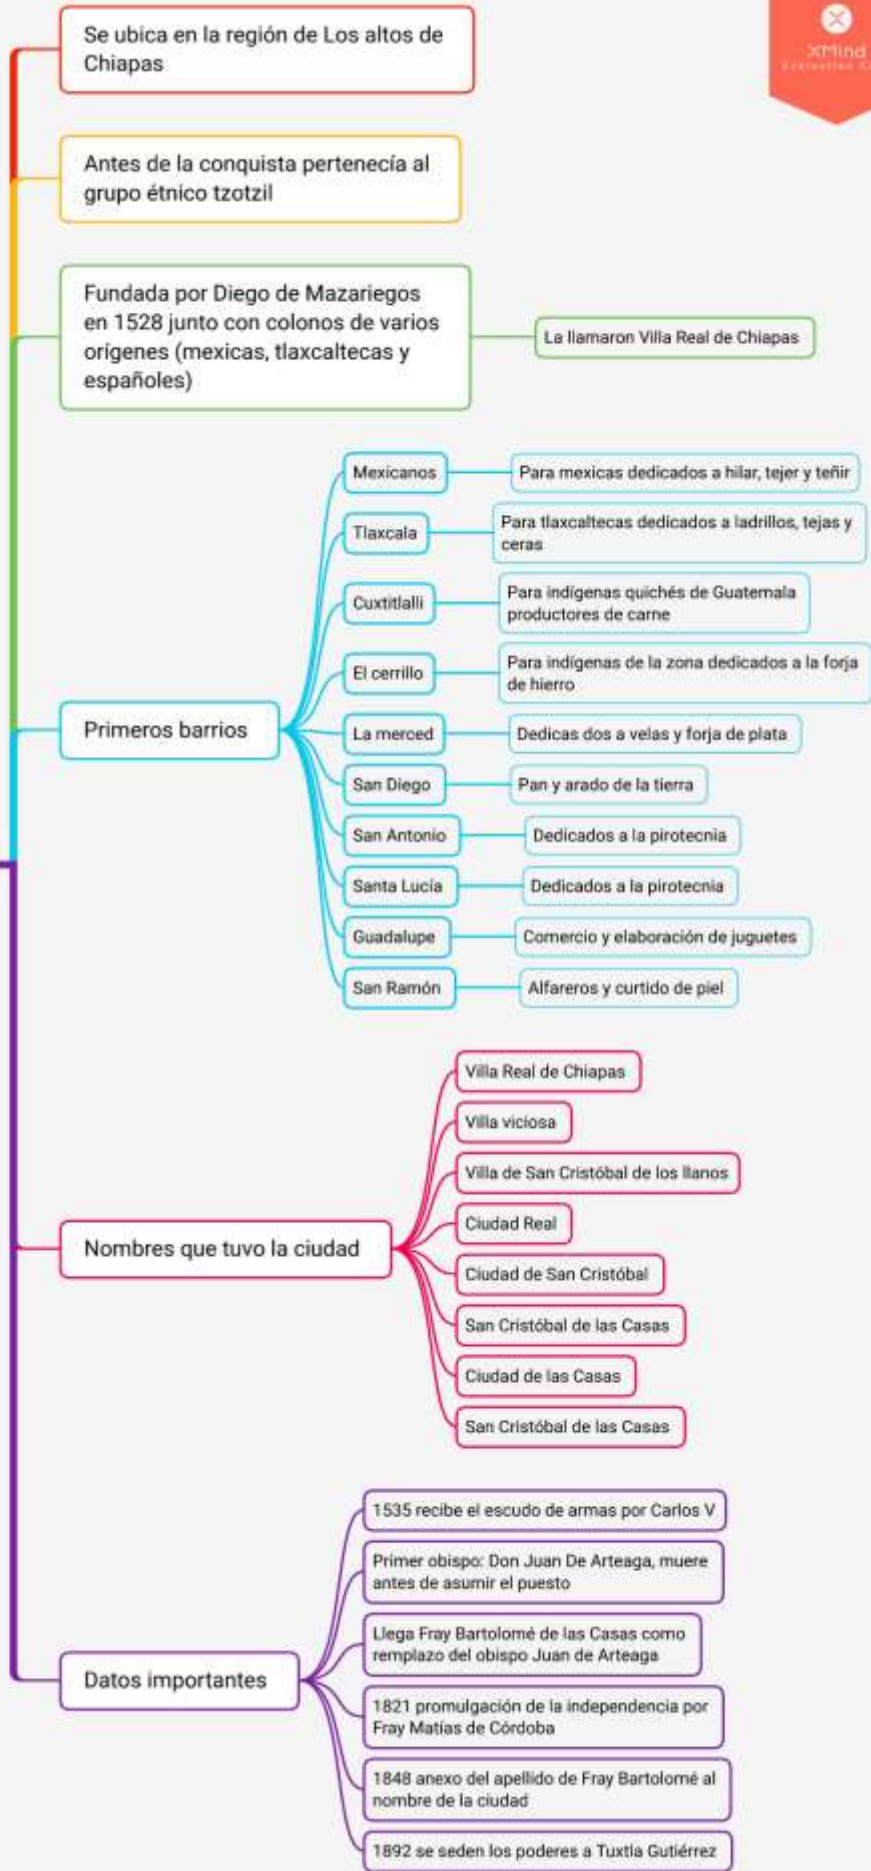 XMind
Se ubica en la región de Los altos de
Chiapas
Antes de la conquista pertenecía al
grupo étnico tzotzil
Fundada por Diego de Mazariegos
en 1528 junto con colonos de varios
orígenes (mexicas, tlaxcaltecas y
españoles)
La llamaron Villa Real de Chiapas
Primeros barrios
Mexicanos
Para mexicas dedicados a hilar, tejer y teñir
Tlaxcala
Para tlaxcaltecas dedicados a ladrillos, tejas y
ceras
Cuxtitlalli
Para indígenas quichés de Guatemala
productores de carne
El cerrillo
Para indígenas de la zona dedicados a la forja
de hierro
La merced
Dedicas dos a velas y forja de plata
San Diego
Pan y arado de la tierra
San Antonio
Dedicados a la pirotecnia
Santa Lucía
Dedicados a la pirotecnia
Guadalupe
Comercio y elaboración de juguetes
San Ramón
Alfareros y curtido de piel
Nombres que tuvo la ciudad
Villa Real de Chiapas
Villa viciosa
Villa de San Cristóbal de los llanos
Ciudad Real
Ciudad de San Cristóbal
San Cristóbal de las Casas
Ciudad de las Casas
San Cristóbal de las Casas
Datos importantes
1535 recibe el escudo de armas por Carlos V
Primer obispo: Don Juan De Arteaga, muere
antes de asumir el puesto
Llega Fray Bartolomé de las Casas como
remplazo del obispo Juan de Arteaga
1821 promulgación de la independencia por
Fray Matías de Córdoba
1848 anexo del apellido de Fray Bartolomé al
nombre de la ciudad
1892 se seden los poderes a Tuxtla Gutiérrez